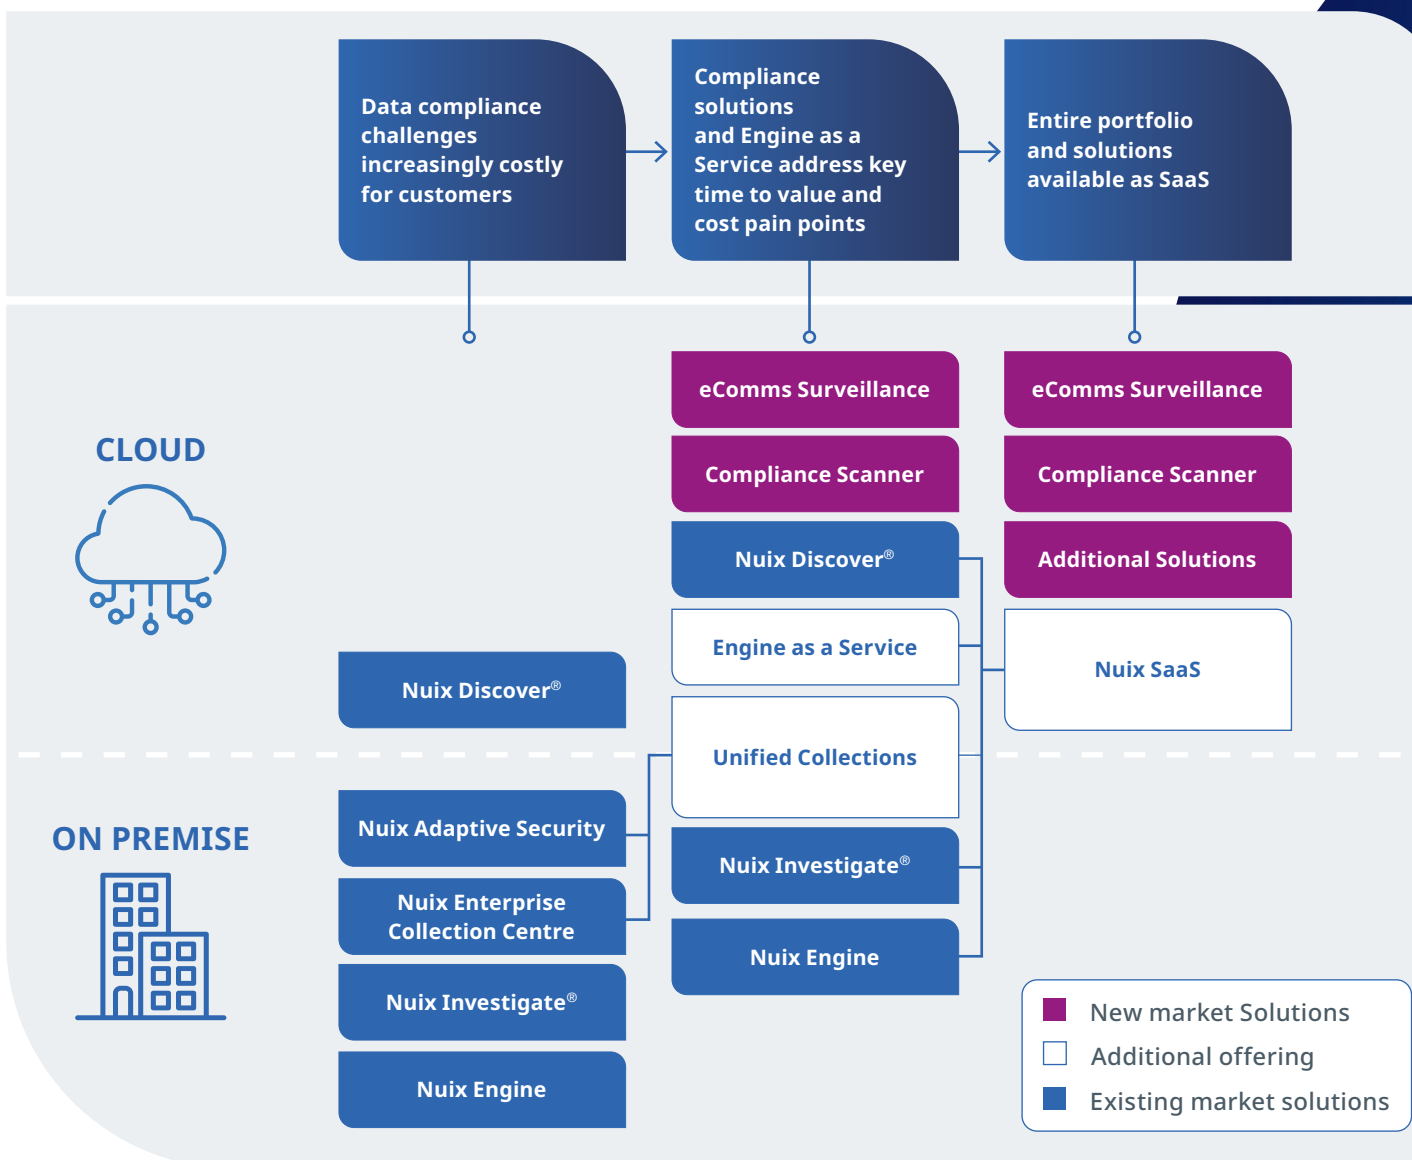 Data compliance
challenges
increasingly costly
for customers
Compliance
solutions
and Engine as a
Service address key
time to value and
cost pain points
Entire portfolio
and solutions
available as SaaS
CLOUD
ON PREMISE
Nuix Discover®
Nuix Adaptive Security
Nuix Enterprise
Collection Centre
Nuix Investigate®
Nuix Engine
eComms Surveillance
Compliance Scanner
Nuix Discover®
Engine as a Service
Unified Collections
Nuix Investigate®
Nuix Engine
eComms Surveillance
Compliance Scanner
Additional Solutions
Nuix SaaS
New market Solutions
Additional offering
Existing market solutions